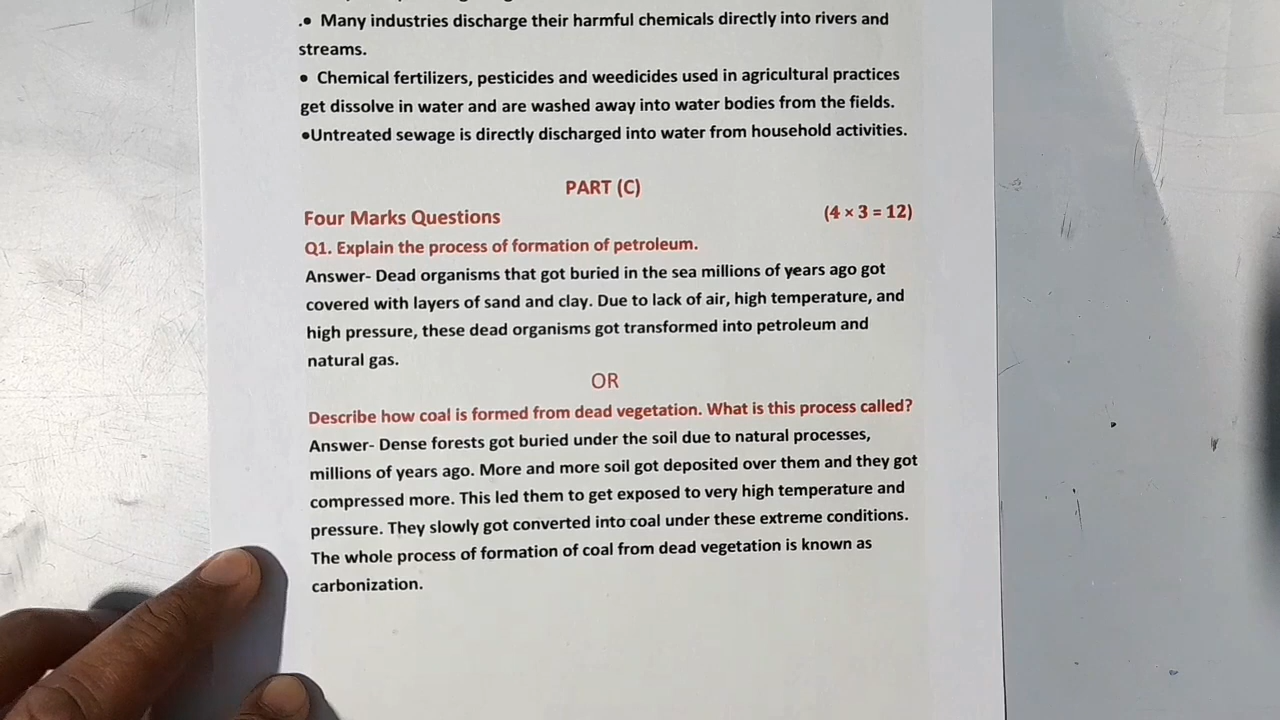 .• Many industries discharge their harmful chemicals directly into rivers and
streams.
• Chemical fertilizers, pesticides and weedicides used in agricultural practices
get dissolve in water and are washed away into water bodies from the fields.
•Untreated sewage is directly discharged into water from household activities.
PART (C)
Four Marks Questions (4 × 3 = 12)
Q1. Explain the process of formation of petroleum.
Answer- Dead organisms that got buried in the sea millions of years ago got
covered with layers of sand and clay. Due to lack of air, high temperature, and
high pressure, these dead organisms got transformed into petroleum and
natural gas.
OR
Describe how coal is formed from dead vegetation. What is this process called?
Answer- Dense forests got buried under the soil due to natural processes,
millions of years ago. More and more soil got deposited over them and they got
compressed more. This led them to get exposed to very high temperature and
pressure. They slowly got converted into coal under these extreme conditions.
The whole process of formation of coal from dead vegetation is known as
carbonization.